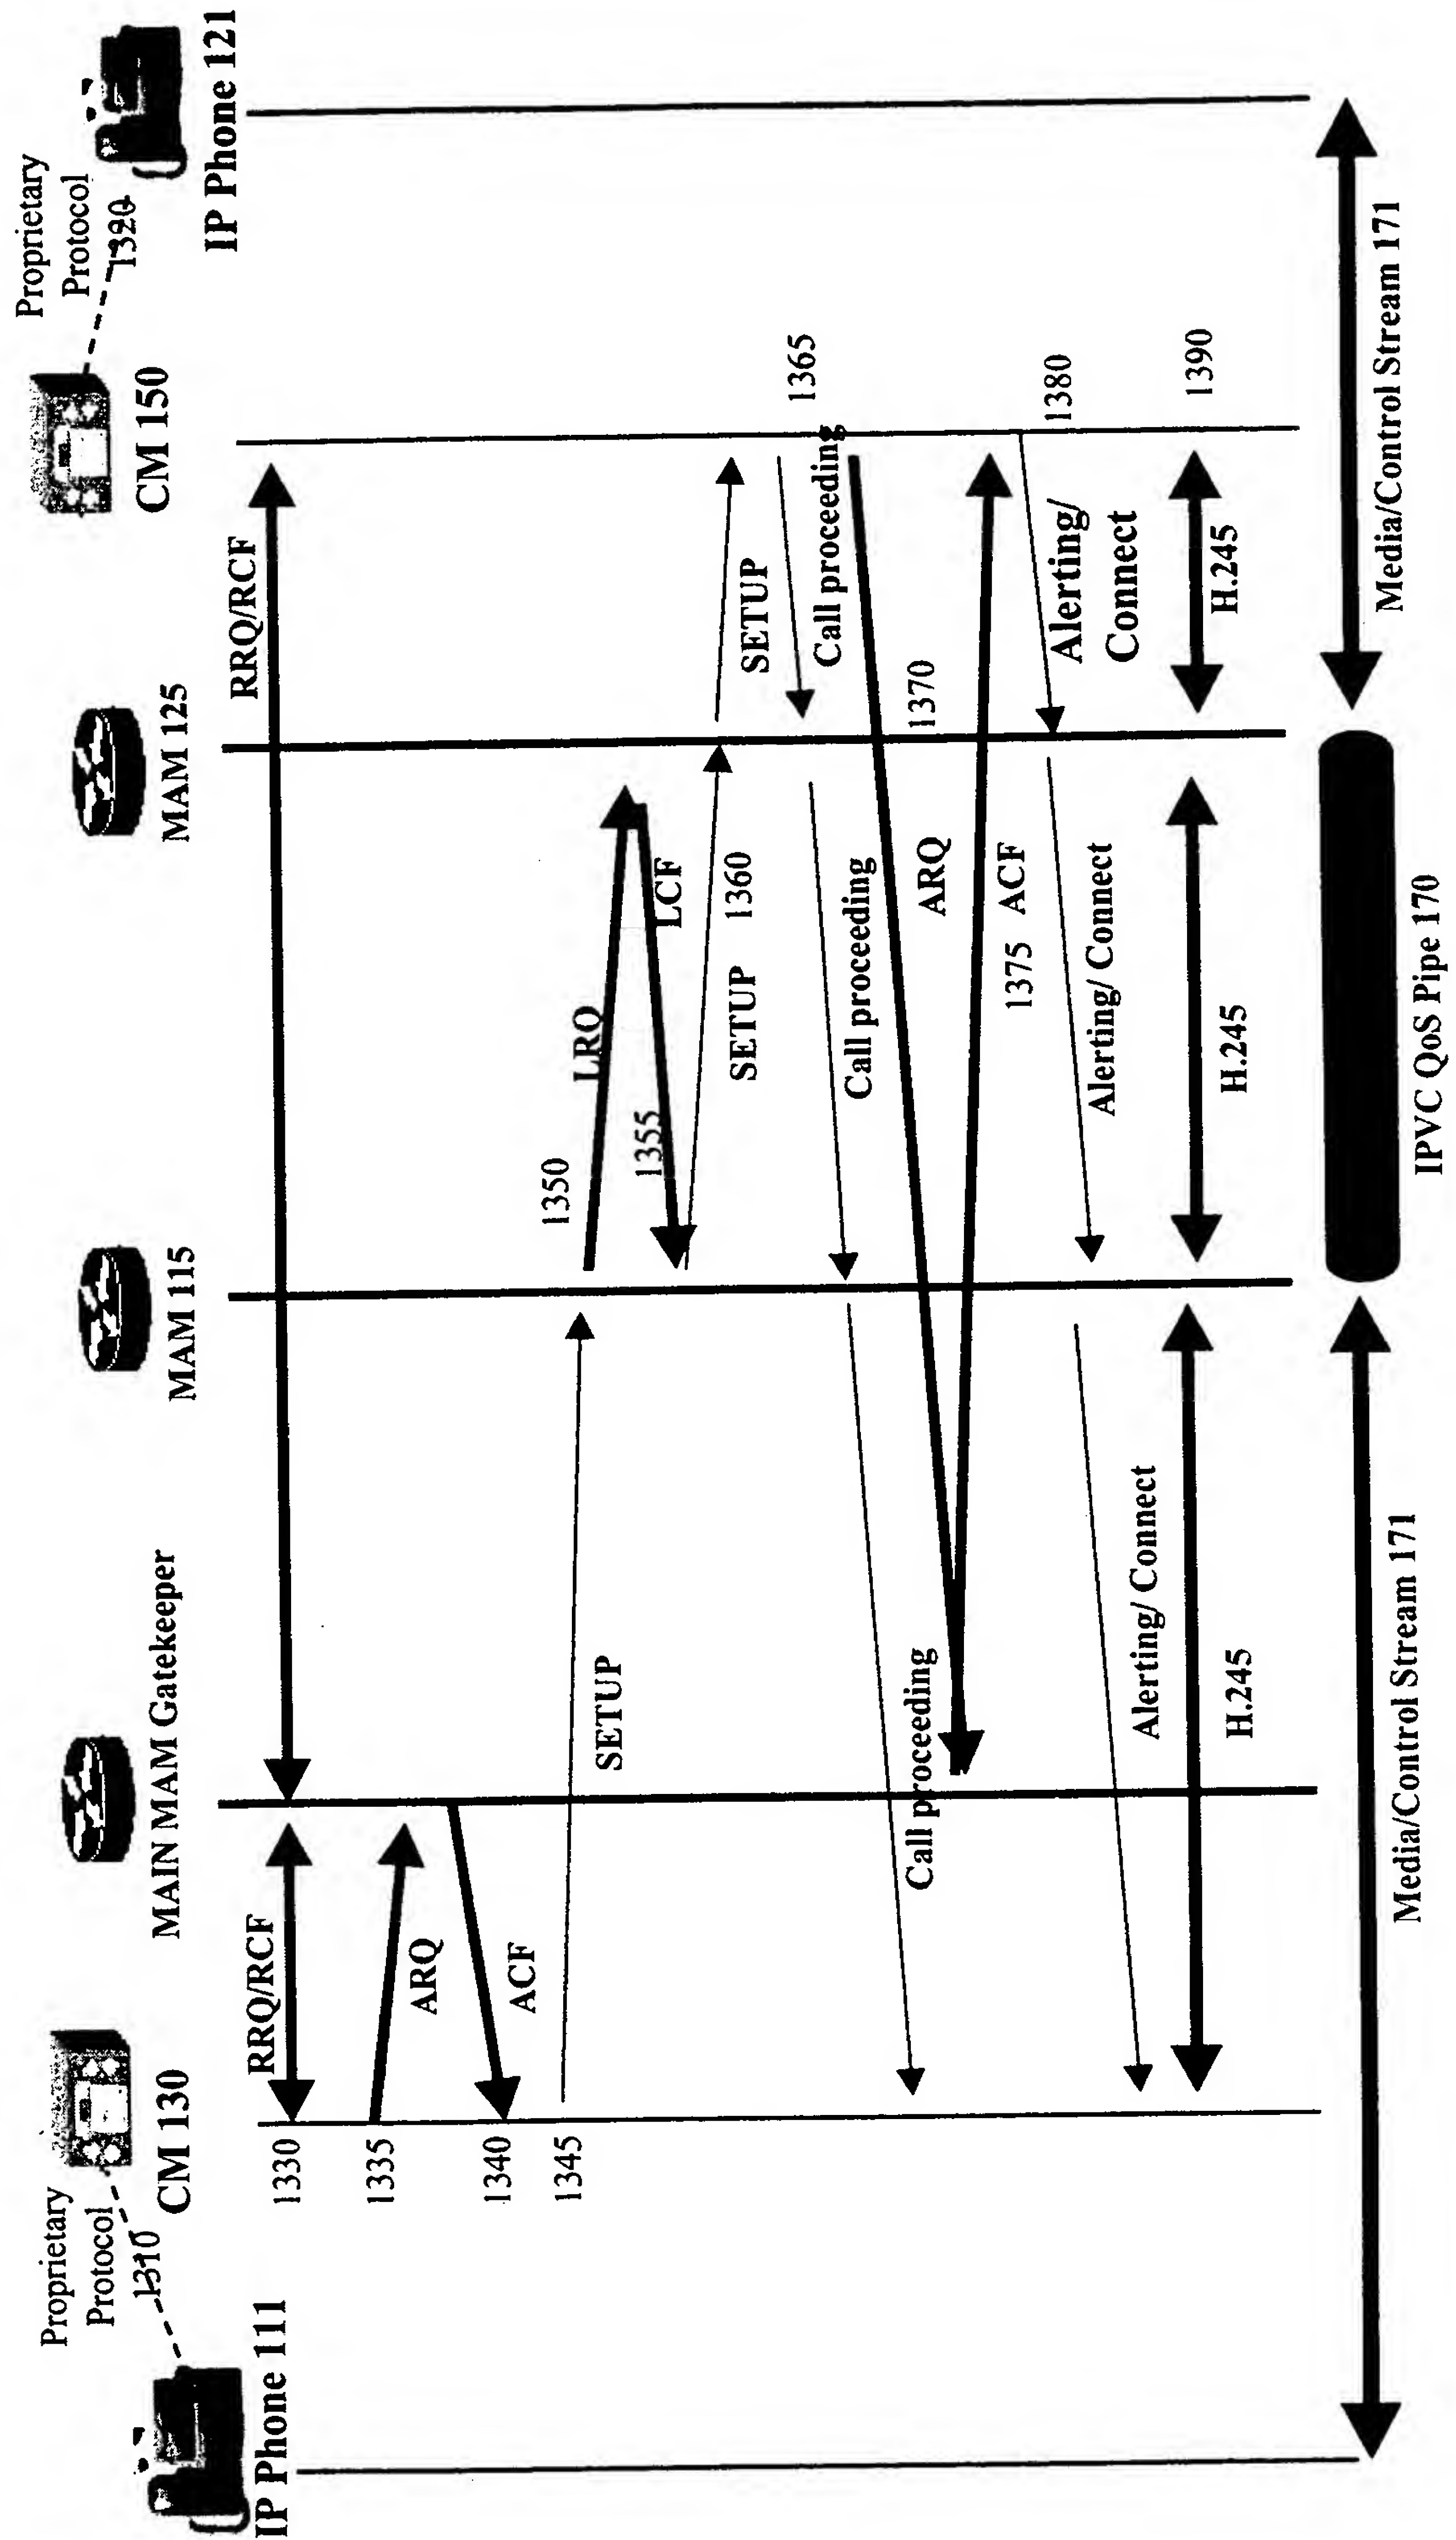 Proprietary
Protocol
1310
IP Phone 111
CM 130
MAIN MAM Gatekeeper
MAM 115
MAM 125
CM 150
Proprietary
Protocol
1320
IP Phone 121
1330
RRQ/RCF
RRQ/RCF
1335
ARQ
1340
ACF
1345
SETUP
1350
LRQ
1355
LCF
SETUP
1360
SETUP
Call proceeding
1365
Call proceeding
Call proceeding
1370
ARQ
1375
ACF
Alerting/
Connect
1380
Alerting/ Connect
Alerting/ Connect
H.245
H.245
H.245
1390
Media/Control Stream 171
IPVC QoS Pipe 170
Media/Control Stream 171